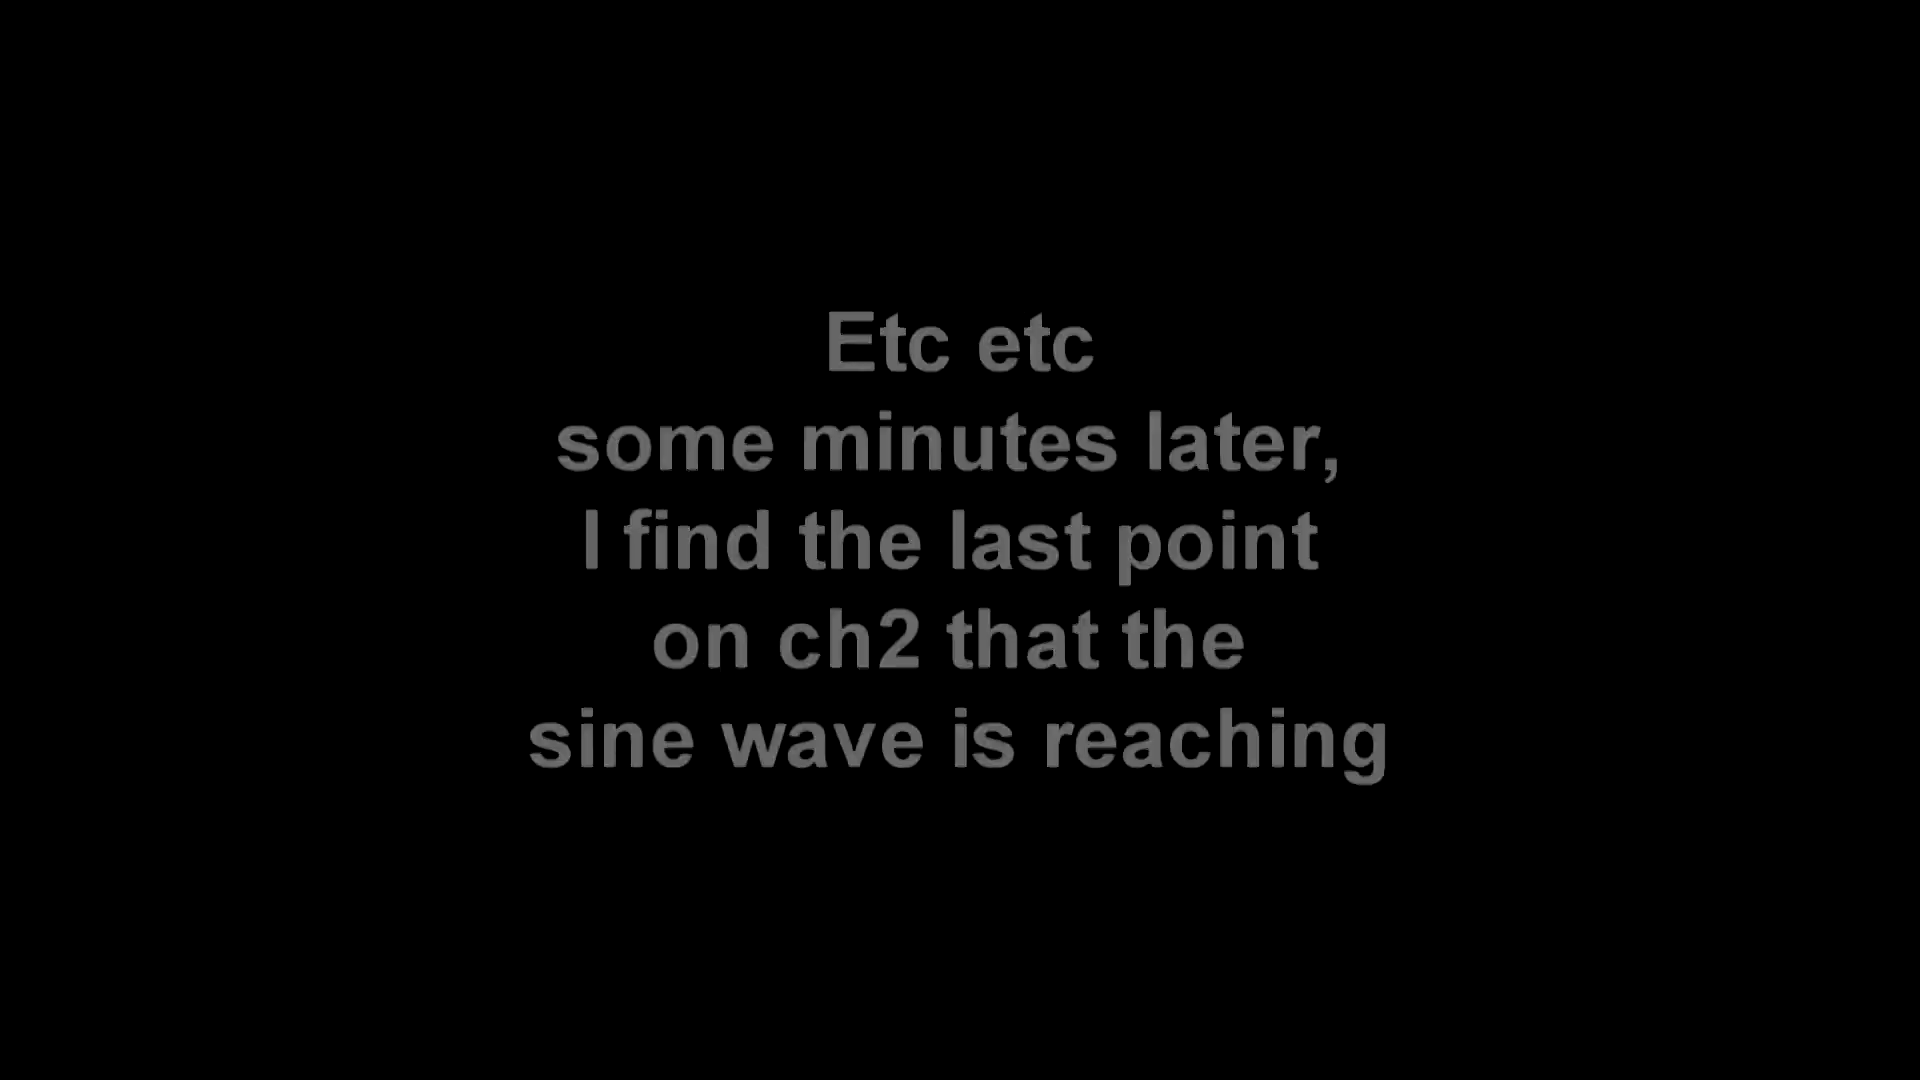 Etc etc
some minutes later,
I find the last point
on ch2 that the
sine wave is reaching